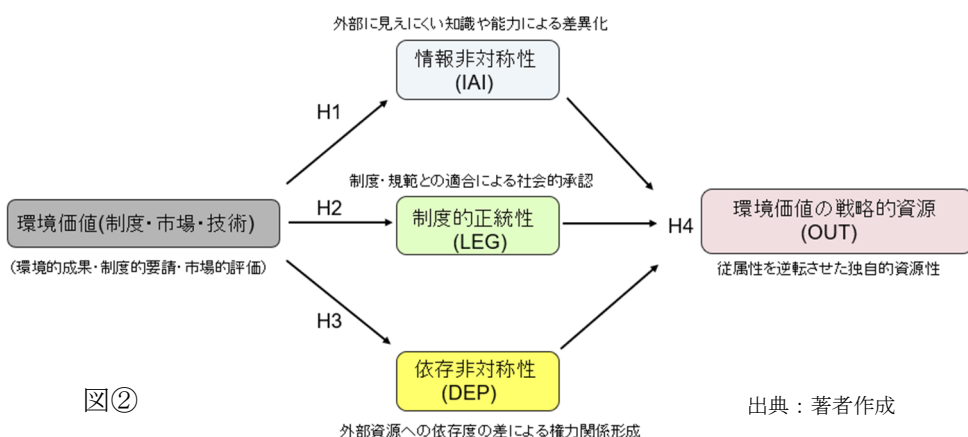 外部に見えにくい知識や能力による差異化
情報非対称性
(IAI)
H1
制度・規範との適合による社会的承認
環境価値(制度・市場・技術)
H2
制度的正統性
(LEG)
H4
環境価値の戦略的資源
(OUT)
(環境的成果・制度的要請・市場的評価)
従属性を逆転させた独自的資源性
H3
依存非対称性
(DEP)
外部資源への依存度の差による権力関係形成
図②
出典：著者作成